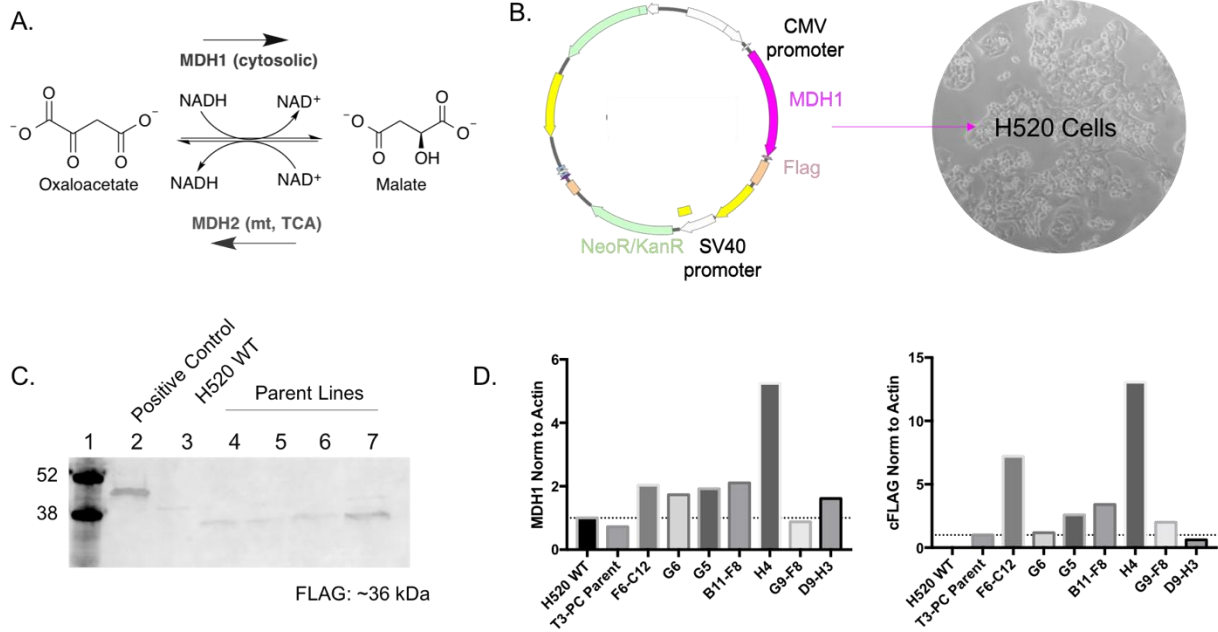 A.
MDH1 (cytosolic)
NADH
NAD+
O
⁻O
O⁻
O
O
O
⁻O
O⁻
OH
Oxaloacetate
NADH
NAD+
Malate
MDH2 (mt, TCA)
B.
CMV
promoter
MDH1
Flag
NeoR/KanR
SV40
promoter
H520 Cells
C.
Positive Control
H520 WT
Parent Lines
1 2 3 4 5 6 7
52
38
FLAG: ~36 kDa
D.
MDH1 Norm to Actin
6
4
2
0
H520 WT
T3-PC Parent
F6-C12
G6
G5
B11-F8
H4
G9-F8
D9-H3
cFLAG Norm to Actin
15
10
5
0
H520 WT
T3-PC Parent
F6-C12
G6
G5
B11-F8
H4
G9-F8
D9-H3